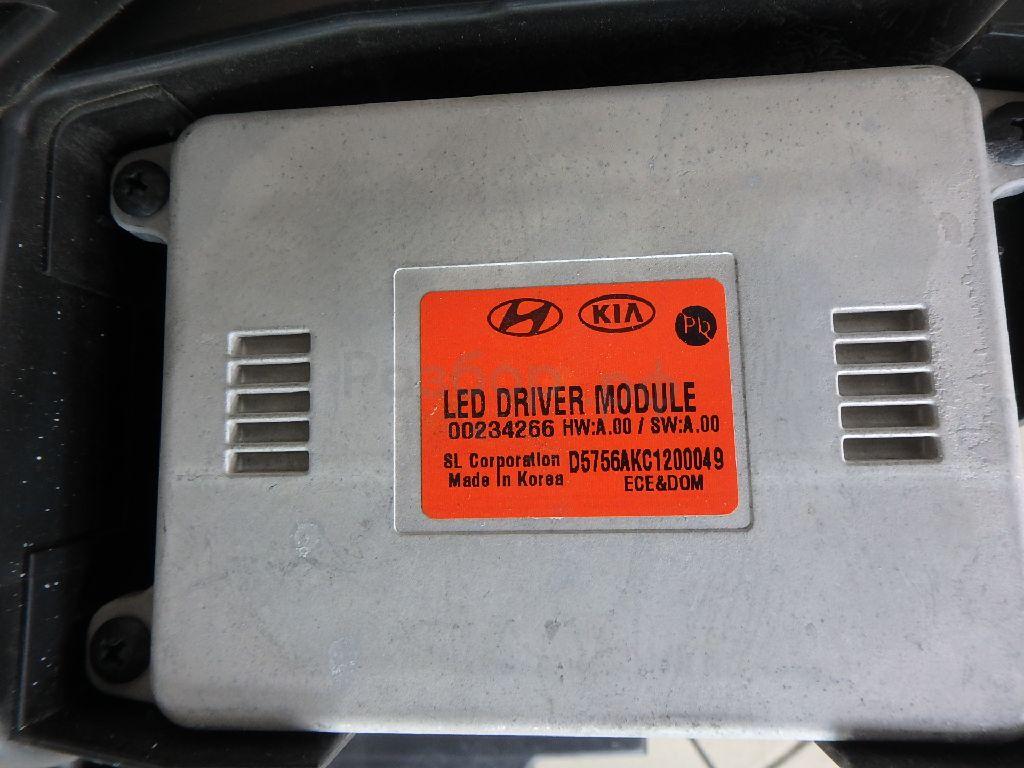 KIA
Pb
LED DRIVER MODULE
00234266 HW:A.00 / SW:A.00
SL Corporation D5756AKC1200049
Made In Korea ECE&DOM